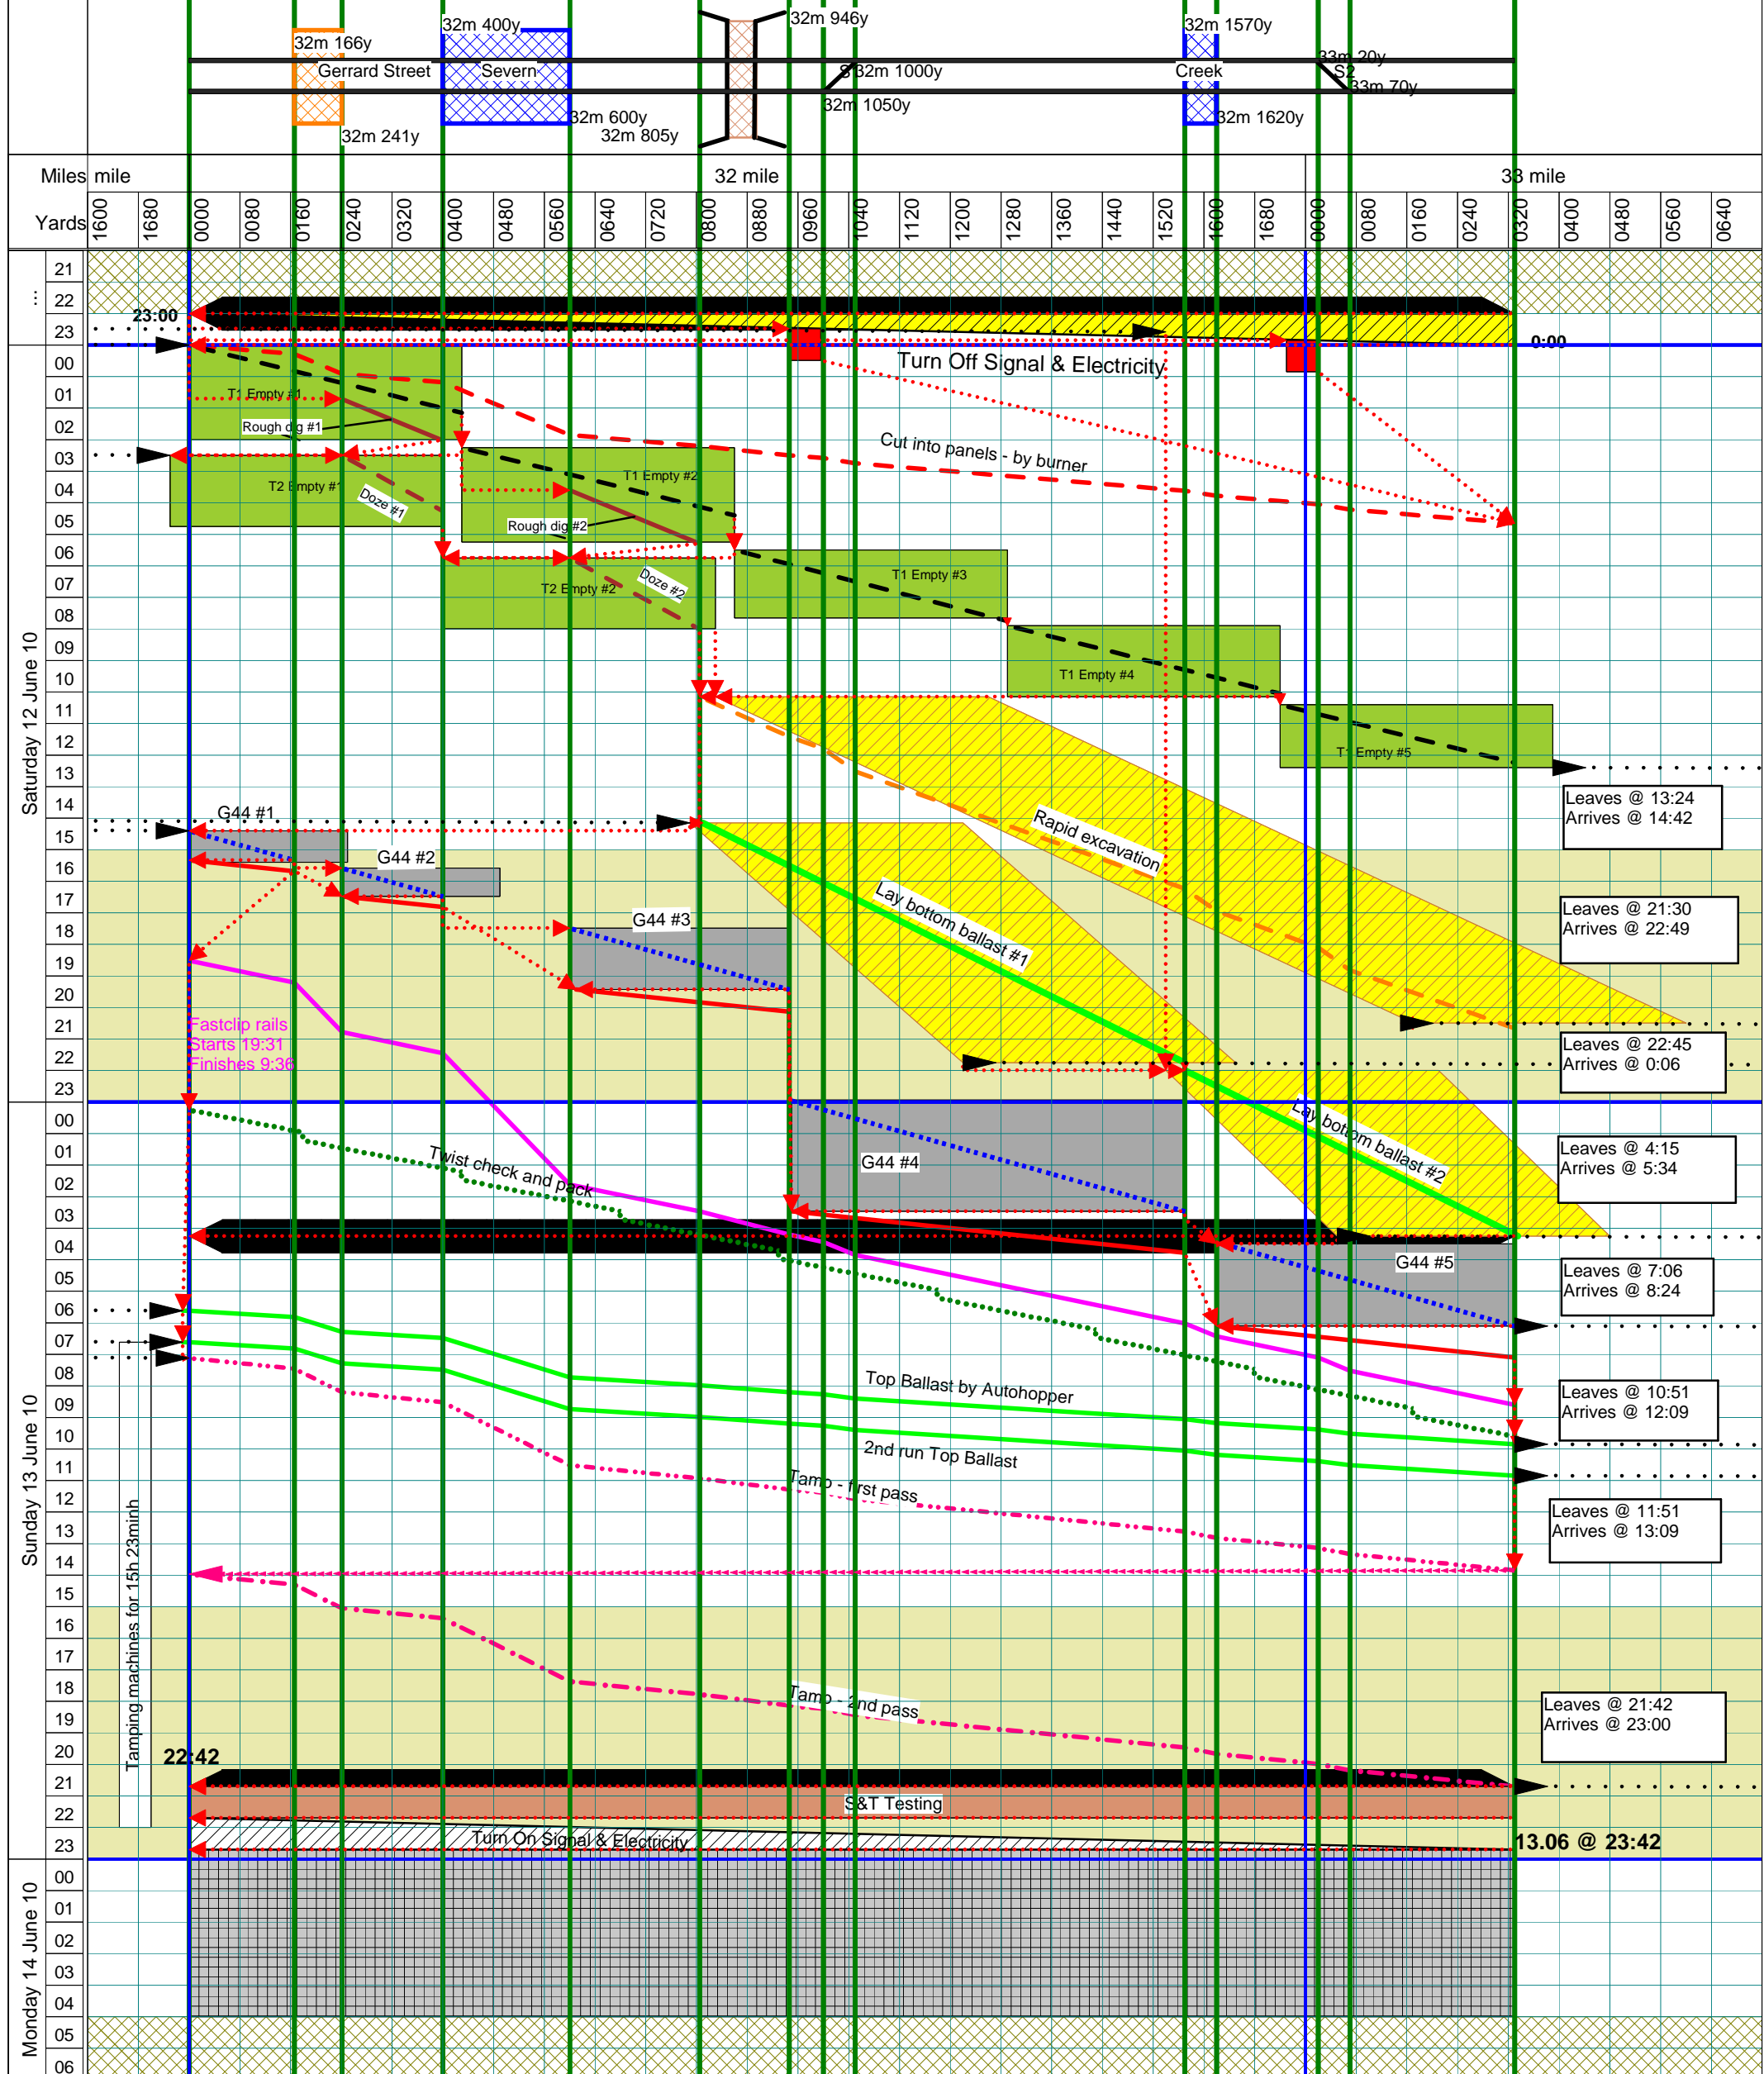 32m 166y
32m 400y
32m 946y
32m 1570y
33m 20y
Gerrard Street
Severn
32m 1000y
Creek
S2
33m 70y
32m 241y
32m 600y
32m 805y
32m 1050y
32m 1620y
Miles
mile
32 mile
33 mile
Yards
1600
1680
0000
0080
0160
0240
0320
0400
0480
0560
0640
0720
0800
0880
0960
1040
1120
1200
1280
1360
1440
1520
1600
1680
0000
0080
0160
0240
0320
0400
0480
0560
0640
...
21
22
23
23:00
0:00
Saturday 12 June 10
00
01
02
03
04
05
06
07
08
09
10
11
12
13
14
15
16
17
18
19
20
21
22
23
Turn Off Signal & Electricity
T1 Empty #1
Rough dig #1
Cut into panels - by burner
T2 Empty #1
Doze #1
T1 Empty #2
Rough dig #2
T2 Empty #2
Doze #2
T1 Empty #3
T1 Empty #4
T1 Empty #5
Leaves @ 13:24
Arrives @ 14:42
G44 #1
Rapid excavation
G44 #2
Lay bottom ballast #1
G44 #3
Leaves @ 21:30
Arrives @ 22:49
Fastclip rails
Starts 19:31
Finishes 9:36
Leaves @ 22:45
Arrives @ 0:06
Sunday 13 June 10
00
01
02
03
04
05
06
07
08
09
10
11
12
13
14
15
16
17
18
19
20
21
22
23
Lay bottom ballast #2
Twist check and pack
G44 #4
Leaves @ 4:15
Arrives @ 5:34
G44 #5
Leaves @ 7:06
Arrives @ 8:24
Top Ballast by Autohopper
Leaves @ 10:51
Arrives @ 12:09
2nd run Top Ballast
Tamp - first pass
Leaves @ 11:51
Arrives @ 13:09
Tamping machines for 15h 23minh
Tamp - 2nd pass
Leaves @ 21:42
Arrives @ 23:00
22:42
S&T Testing
Turn On Signal & Electricity
13.06 @ 23:42
Monday 14 June 10
00
01
02
03
04
05
06